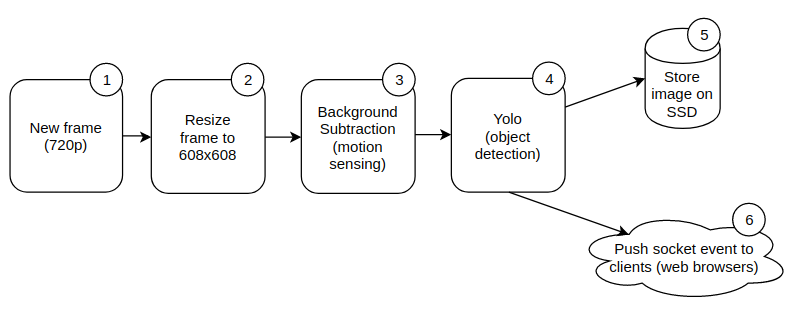 1
New frame
(720p)
2
Resize
frame to
608x608
3
Background
Subtraction
(motion
sensing)
4
Yolo
(object
detection)
5
Store
image on
SSD
6
Push socket event to
clients (web browsers)